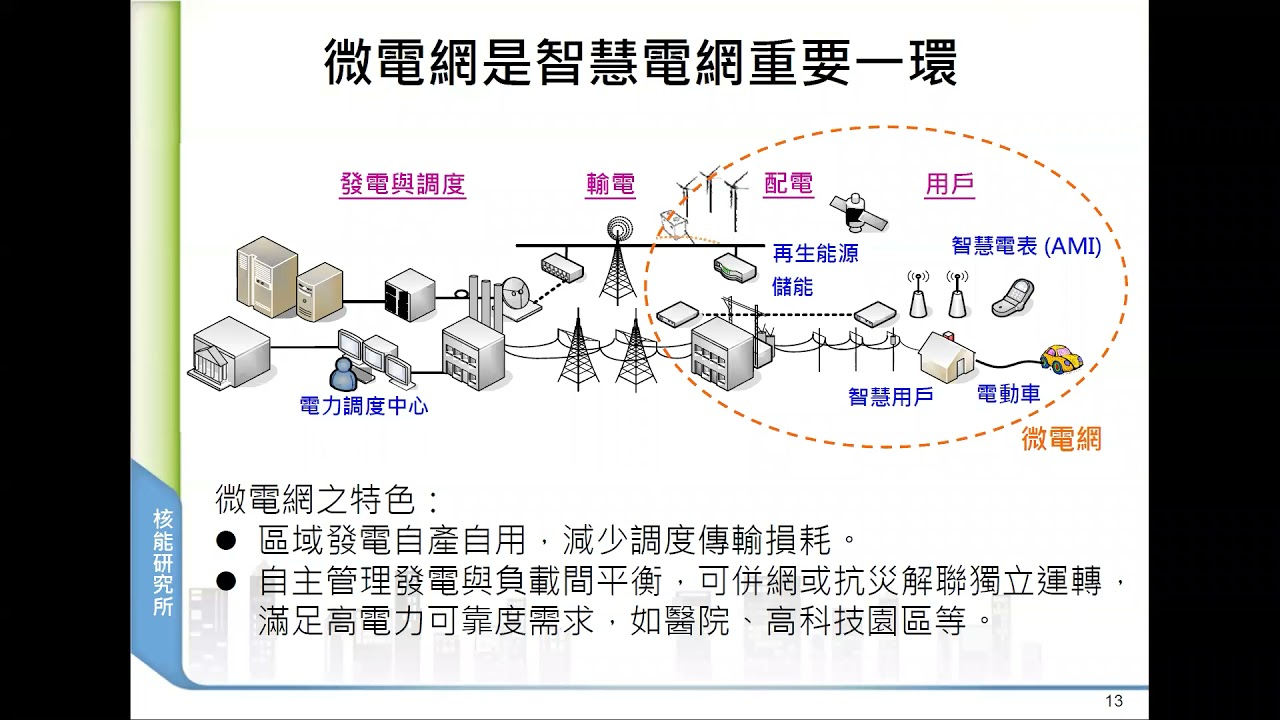 微電網是智慧電網重要一環
發電與調度
輸電
配電
用戶
再生能源
儲能
智慧電表 (AMI)
電力調度中心
智慧用戶
電動車
微電網
微電網之特色：
● 區域發電自產自用，減少調度傳輸損耗。
● 自主管理發電與負載間平衡，可併網或抗災解聯獨立運轉，
滿足高電力可靠度需求，如醫院、高科技園區等。
核能研究所
13